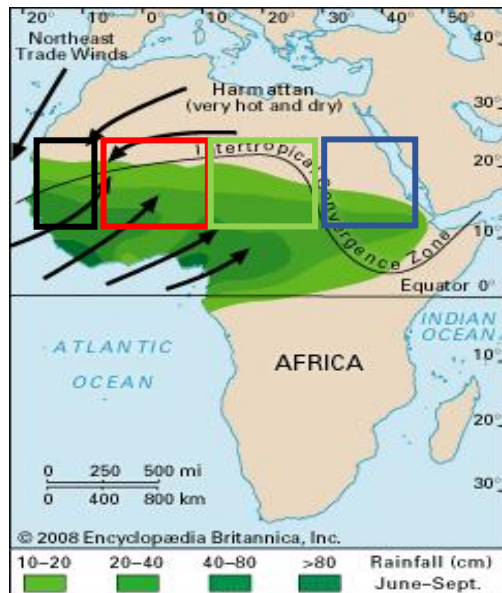 20° 10° 0° 10° 20° 30° 40° 50°
40°
Northeast
Trade Winds
Harmattan
(very hot and dry)
30°
20°
Intertropical Convergence Zone
10°
Equator 0°
ATLANTIC
OCEAN
AFRICA
INDIAN
OCEAN
10°
20°
30°
0 250 500 mi
0 400 800 km
© 2008 Encyclopædia Britannica, Inc.
10–20 20–40 40–80 >80 Rainfall (cm)
June–Sept.